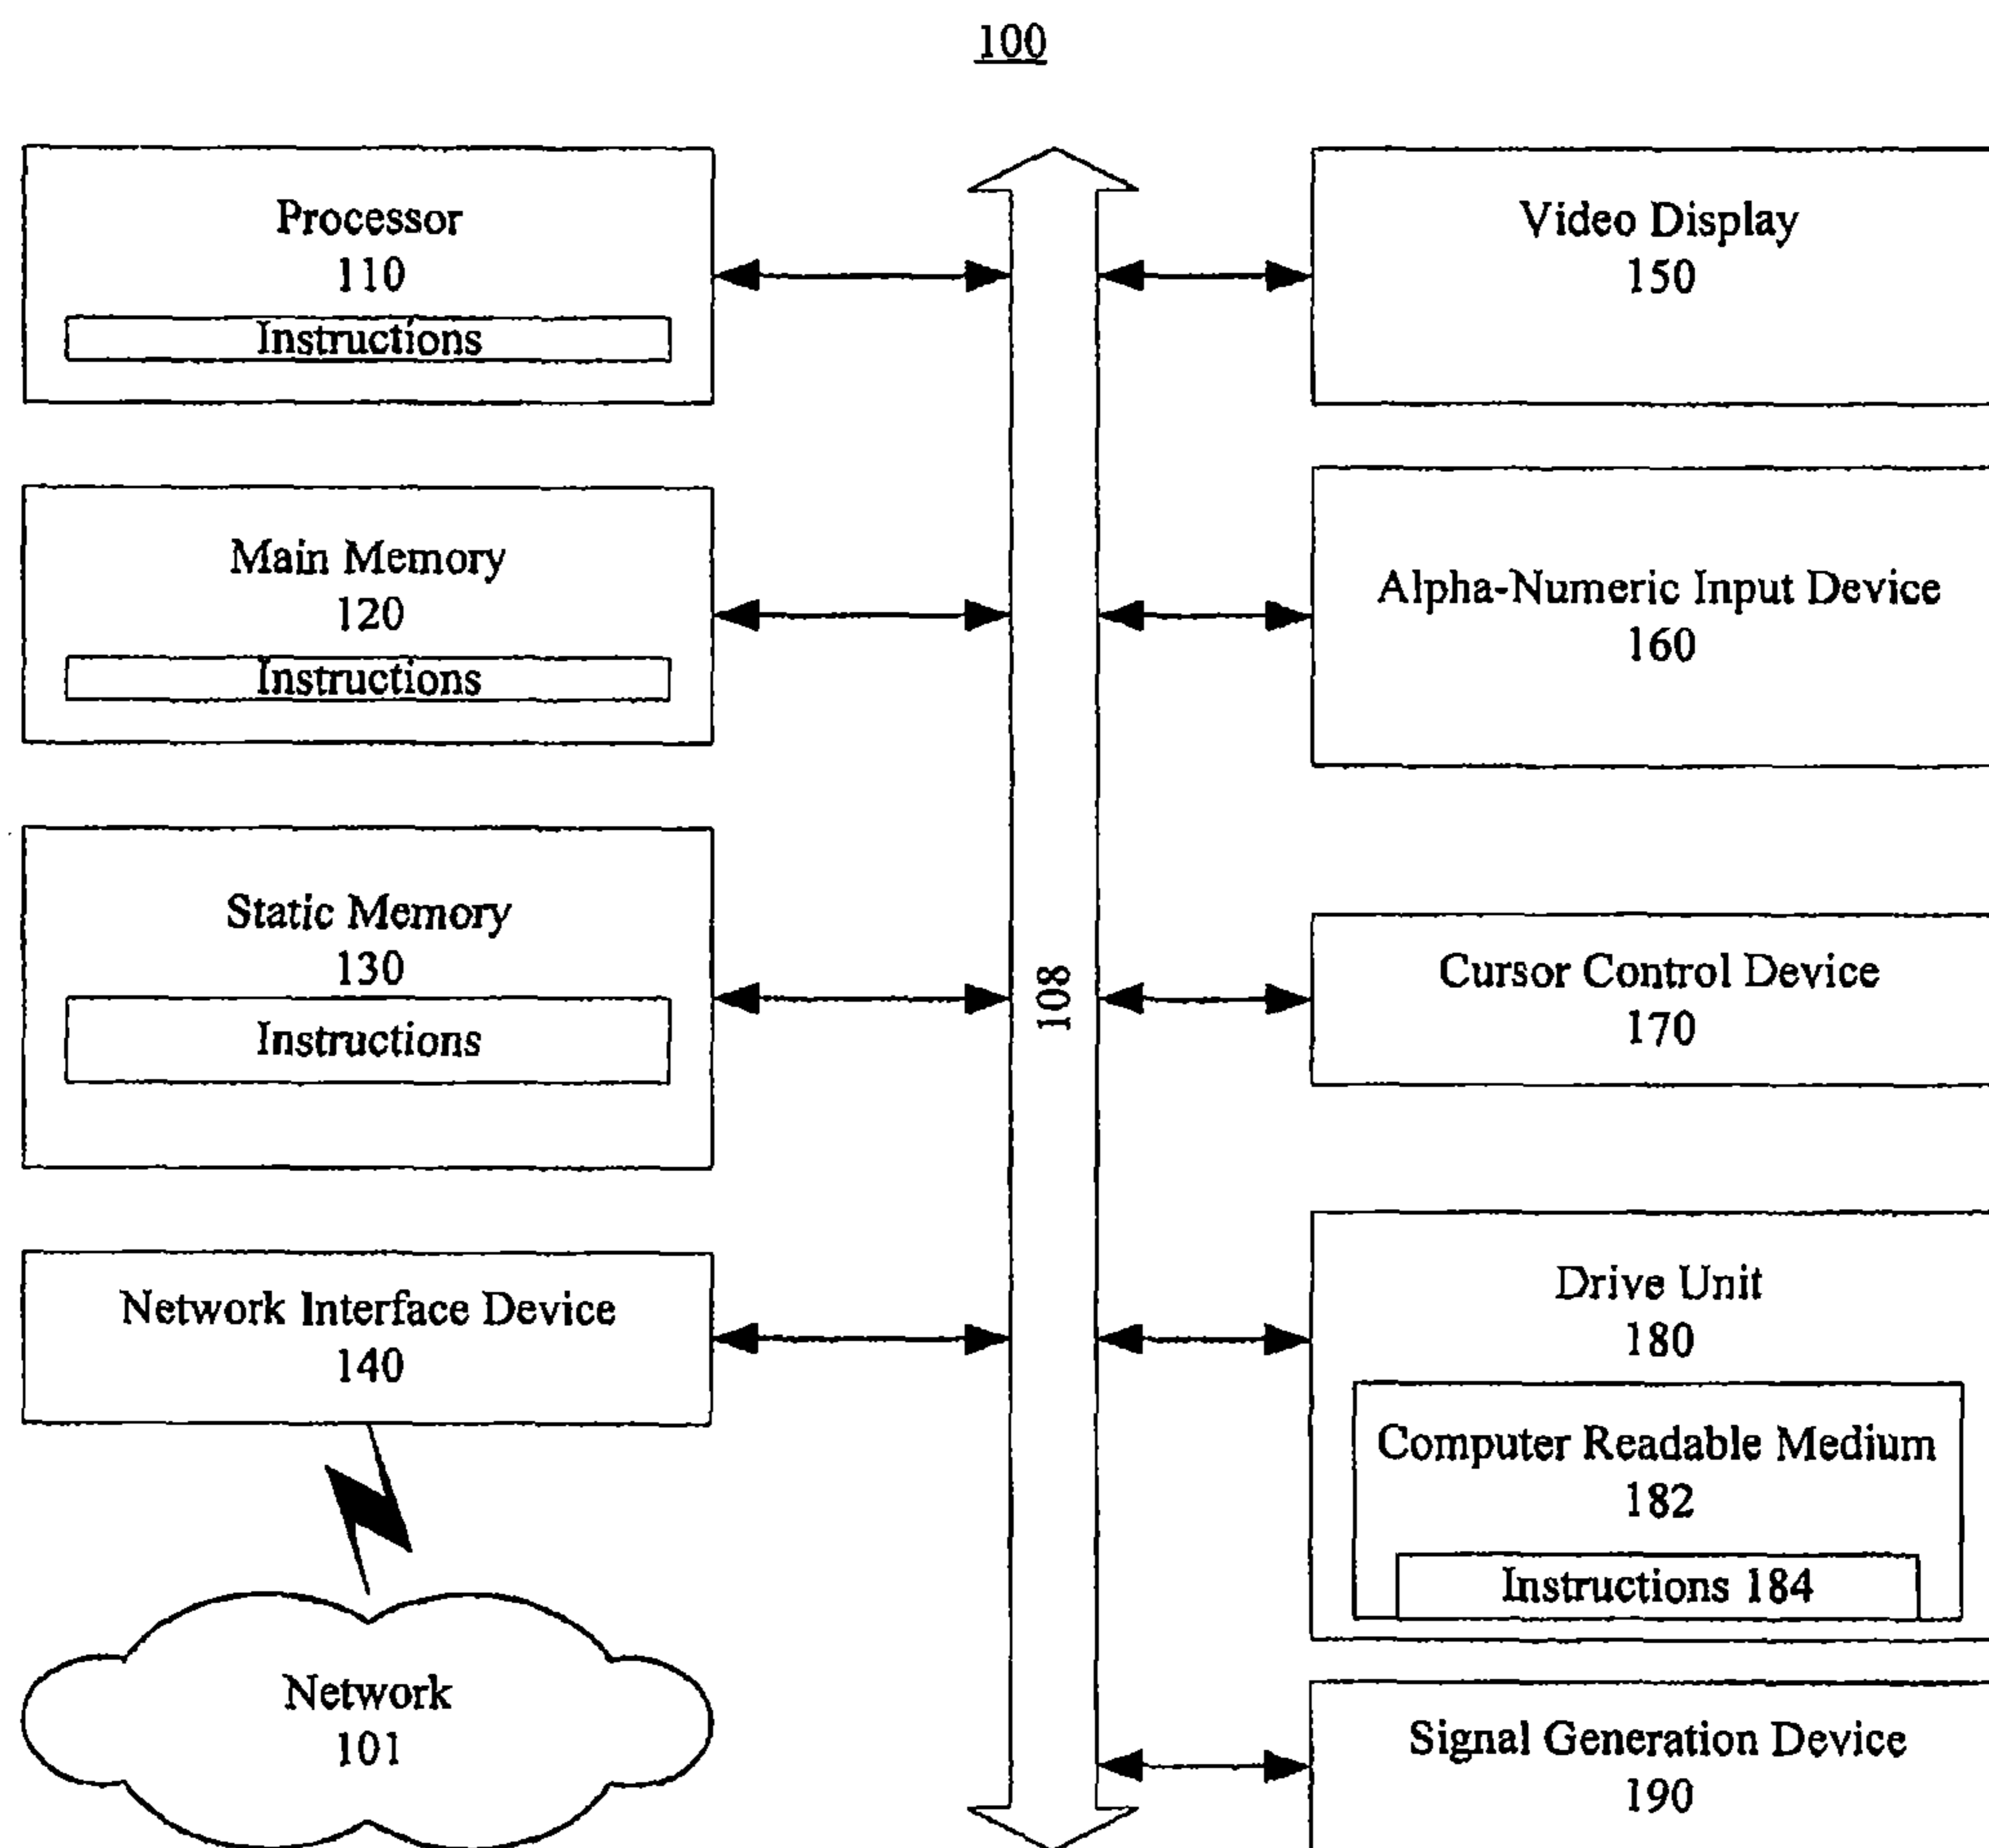 100
Processor
110
Instructions
Main Memory
120
Instructions
Static Memory
130
Instructions
Network Interface Device
140
Network
101
108
Video Display
150
Alpha-Numeric Input Device
160
Cursor Control Device
170
Drive Unit
180
Computer Readable Medium
182
Instructions 184
Signal Generation Device
190